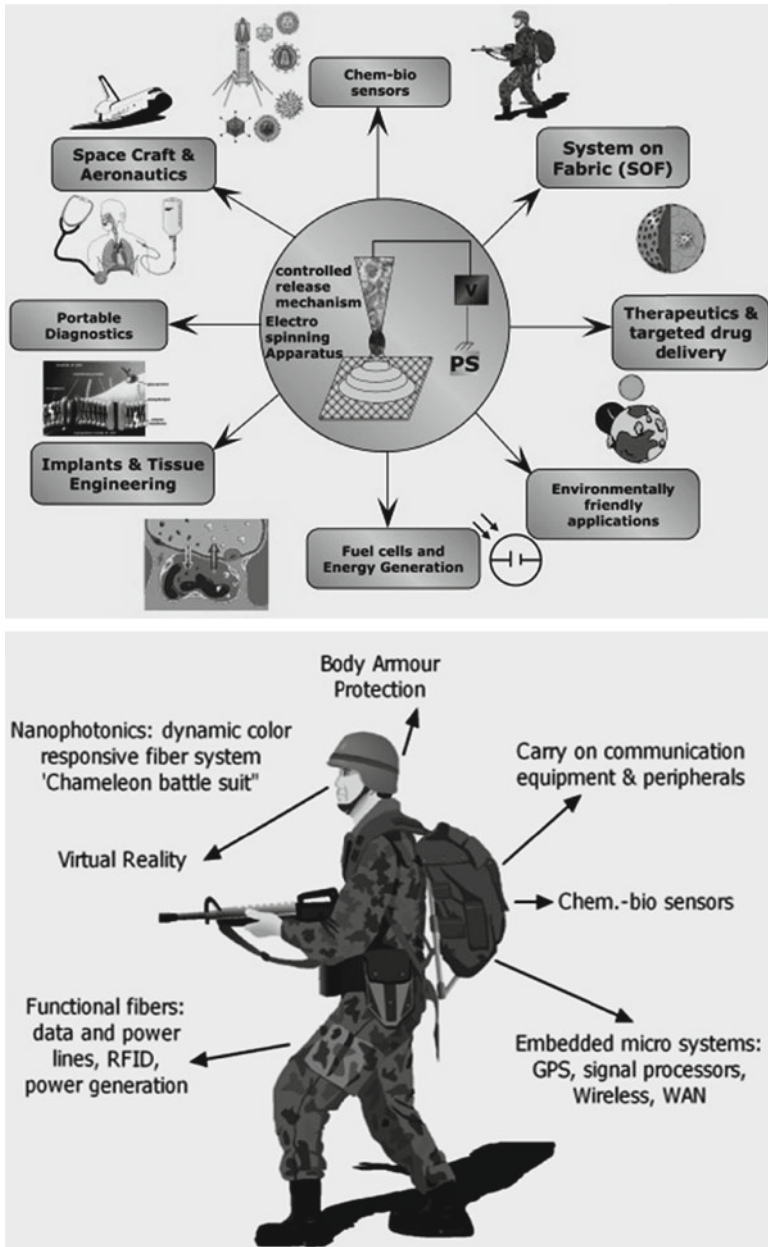 Chem-bio
sensors
Space Craft &
Aeronautics
System on
Fabric (SOF)
controlled
release
mechanism
Electro
spinning
Apparatus
V
PS
Portable
Diagnostics
Therapeutics &
targeted drug
delivery
Implants & Tissue
Engineering
Environmentally
friendly
applications
Fuel cells and
Energy Generation
Body Armour
Protection
Nanophotonics: dynamic color
responsive fiber system
'Chameleon battle suit"
Carry on communication
equipment & peripherals
Virtual Reality
Chem.-bio sensors
Functional fibers:
data and power
lines, RFID,
power generation
Embedded micro systems:
GPS, signal processors,
Wireless, WAN